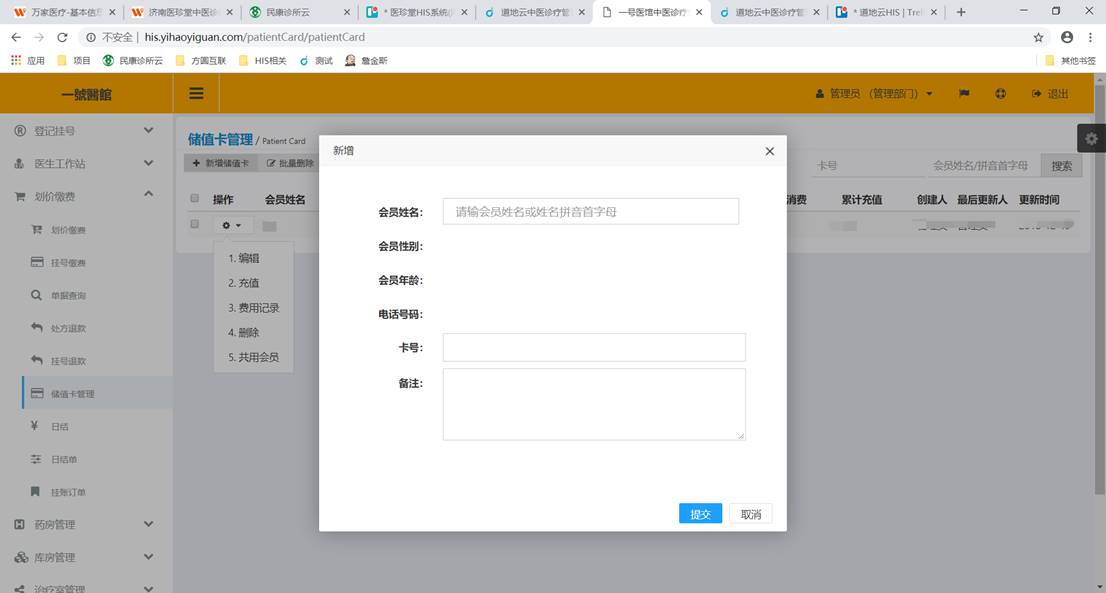 万家医疗-基本信息
济南医珍堂中医诊
民康诊所云
* 医珍堂HIS系统(
道地云中医诊疗管
一号医馆中医诊疗
道地云中医诊疗管
* 道地云HIS | Trel
不安全 | his.yihaoyiguan.com/patientCard/patientCard
应用 项目 民康诊所云 方圆互联 HIS相关 测试 詹金斯 其他书签
一號醫館
管理员 （管理部门） 退出
登记挂号
医生工作站
划价缴费
划价缴费
挂号缴费
单据查询
处方退款
挂号退款
储值卡管理
日结
日结单
挂账订单
药房管理
库房管理
治疗室管理
储值卡管理 / Patient Card
新增储值卡 批量删除 卡号 会员姓名/拼音首字母 搜索
操作 会员姓名 消费 累计充值 创建人 最后更新人 更新时间
1. 编辑
2. 充值
3. 费用记录
4. 删除
5. 共用会员
新增
会员姓名： 请输会员姓名或姓名拼音首字母
会员性别：
会员年龄：
电话号码：
卡号：
备注：
提交 取消